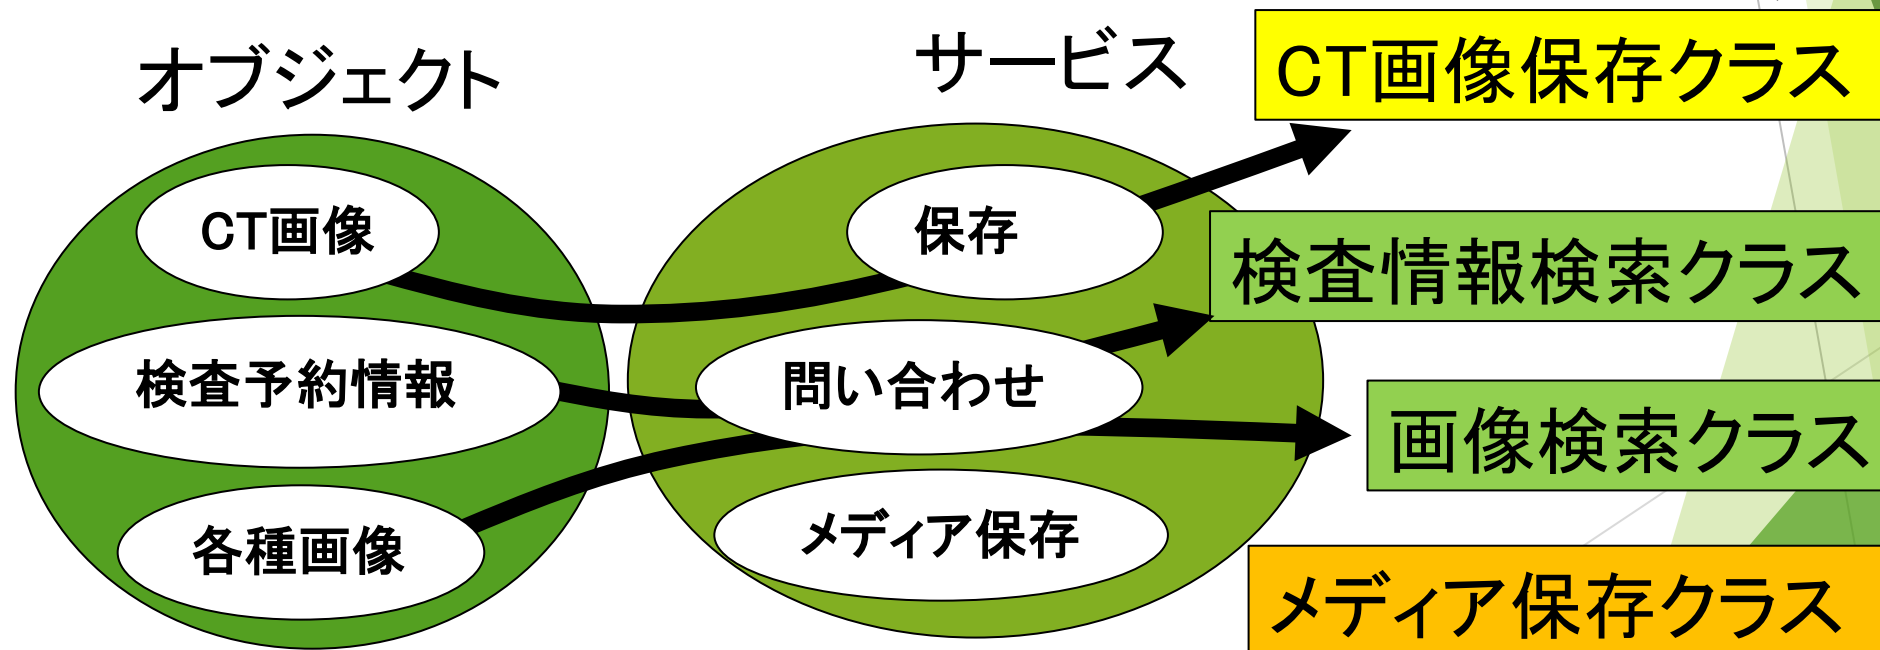 オブジェクト
サービス
CT画像保存クラス
CT画像
保存
検査情報検索クラス
検査予約情報
問い合わせ
画像検索クラス
各種画像
メディア保存
メディア保存クラス